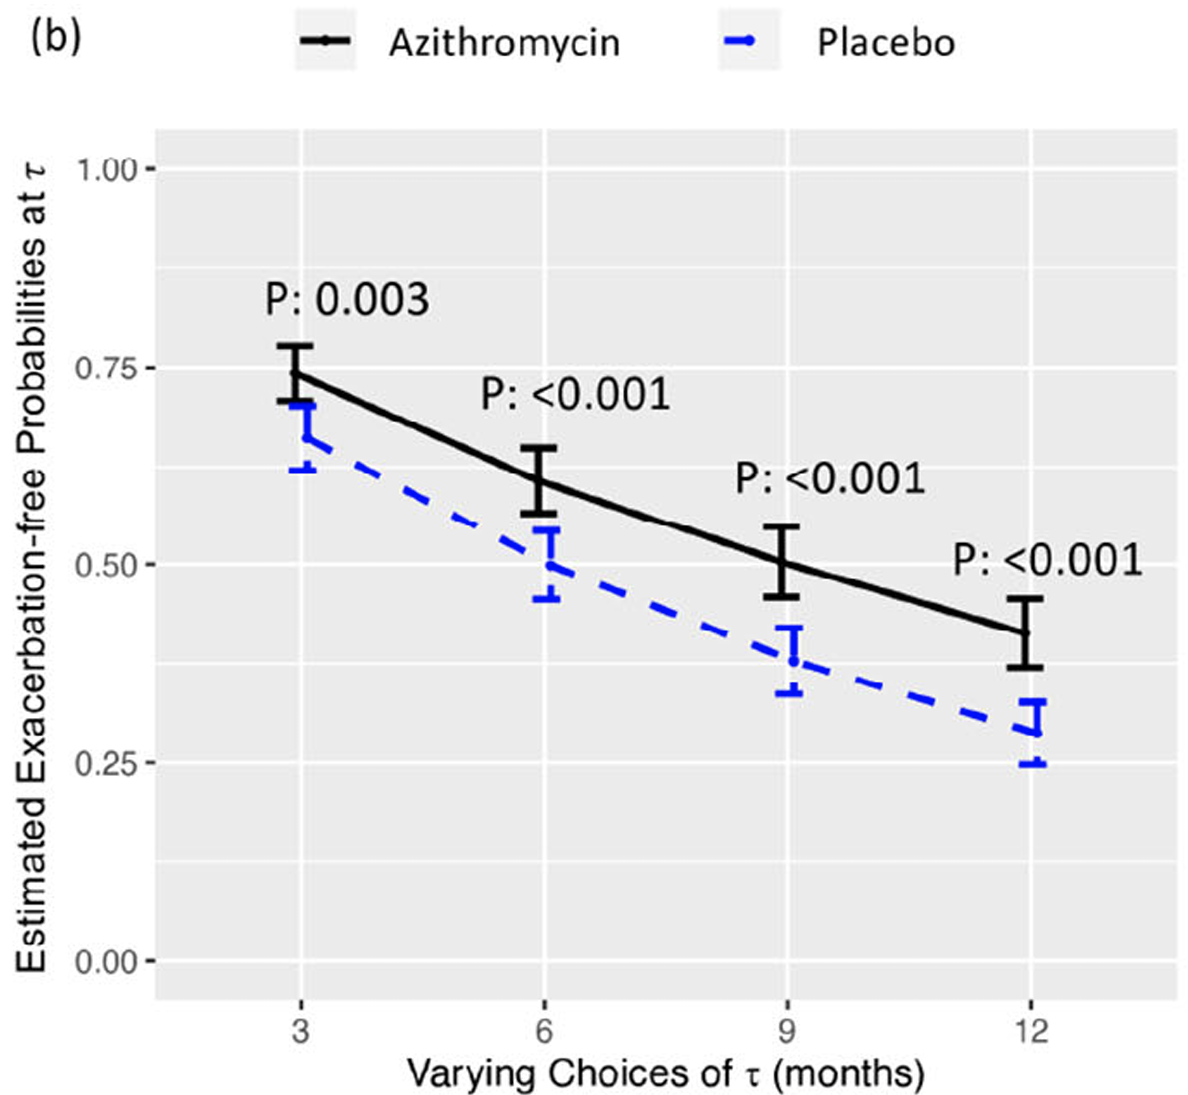 (b)
Azithromycin
Placebo
Estimated Exacerbation-free Probabilities at τ
1.00
0.75
0.50
0.25
0.00
P: 0.003
P: <0.001
P: <0.001
P: <0.001
3
6
9
12
Varying Choices of τ (months)